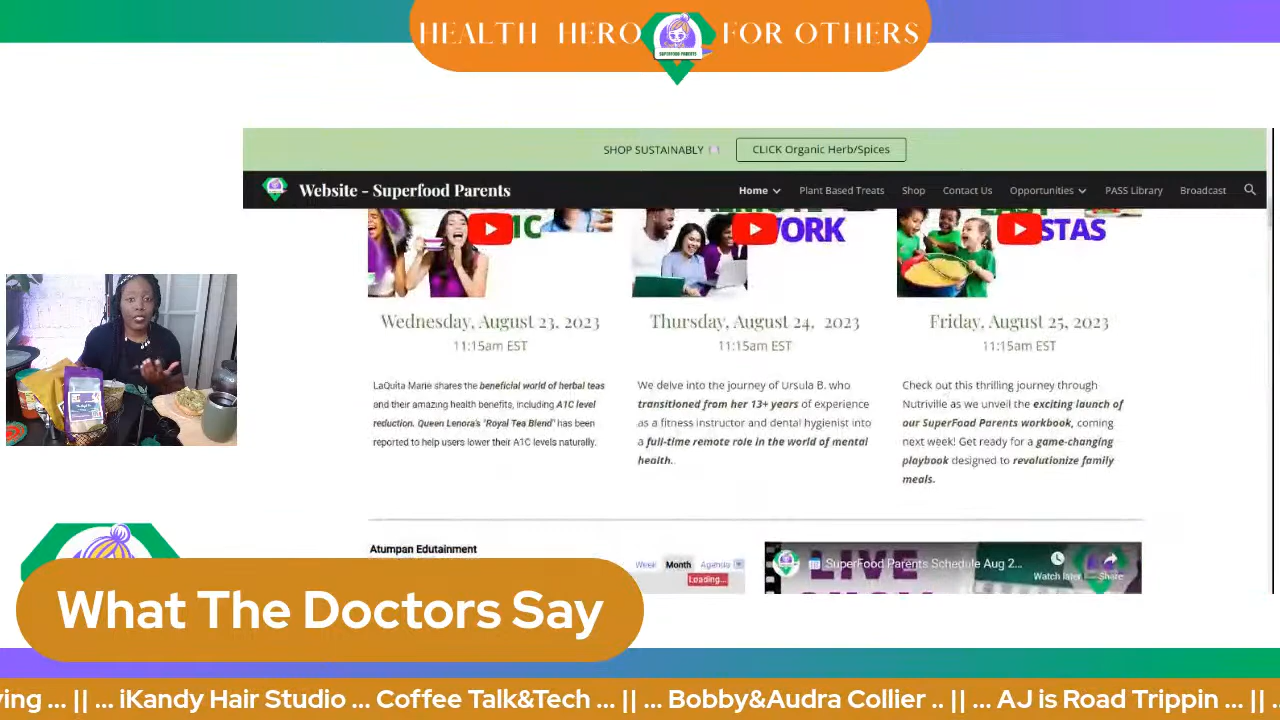 HEALTH HERO FOR OTHERS
SUPERFOOD PARENTS
SHOP SUSTAINABLY CLICK Organic Herb/Spices
Website - Superfood Parents
Home Plant Based Treats Shop Contact Us Opportunities PASS Library Broadcast
Wednesday, August 23, 2023
11:15am EST
LaQuita Marie shares the beneficial world of herbal teas
and their amazing health benefits, including A1C level
reduction. Queen Lenora's "Royal Tea Blend" has been
reported to help users lower their A1C levels naturally.
WORK
Thursday, August 24, 2023
11:15am EST
We delve into the journey of Ursula B. who
transitioned from her 13+ years of experience
as a fitness instructor and dental hygienist into
a full-time remote role in the world of mental
health.
Friday, August 25, 2023
11:15am EST
Check out this thrilling journey through
Nutriville as we unveil the exciting launch of
our SuperFood Parents workbook, coming
next week! Get ready for a game-changing
playbook designed to revolutionize family
meals.
Atumpan Edutainment
Week Month Agenda
Loading...
SuperFood Parents Schedule Aug 2...
Watch later Share
LIVE
What The Doctors Say
ying ... || ... iKandy Hair Studio ... Coffee Talk&Tech ... || ... Bobby&Audra Collier .. || ... AJ is Road Trippin ... || .